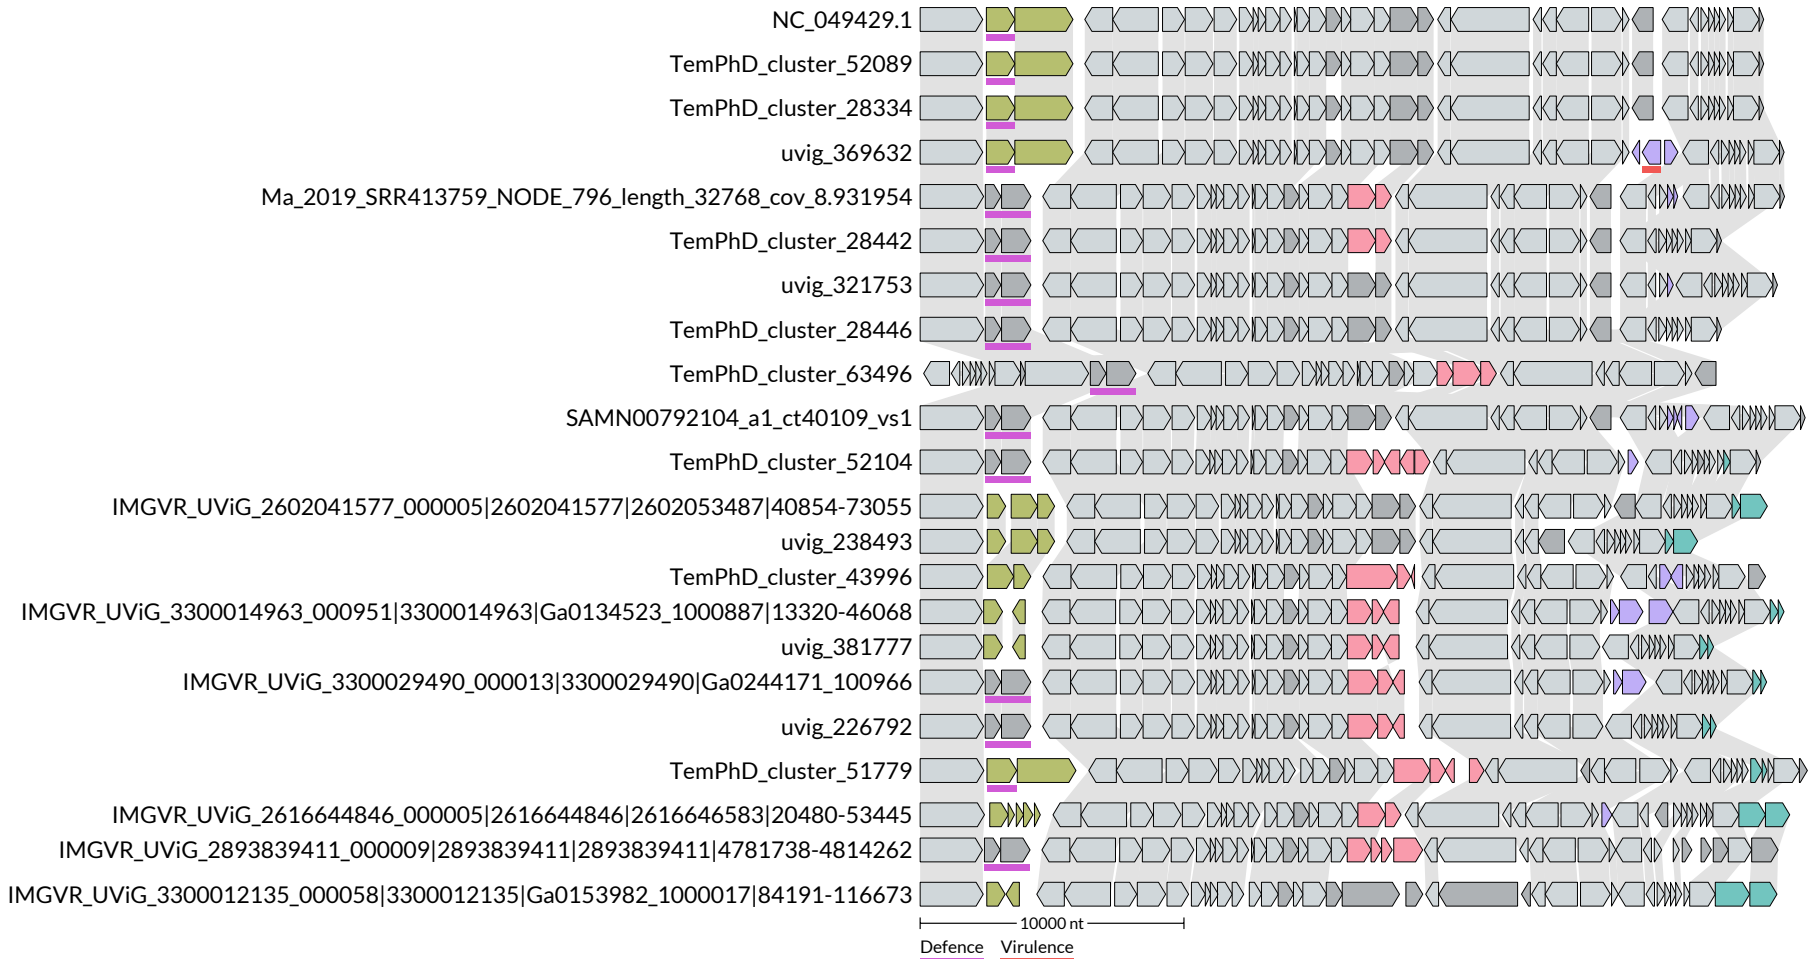 NC_049429.1
TemPhD_cluster_52089
TemPhD_cluster_28334
uvig_369632
Ma_2019_SRR413759_NODE_796_length_32768_cov_8.931954
TemPhD_cluster_28442
uvig_321753
TemPhD_cluster_28446
TemPhD_cluster_63496
SAMN00792104_a1_ct40109_vs1
TemPhD_cluster_52104
IMGVR_UViG_2602041577_000005|2602041577|2602053487|40854-73055
uvig_238493
TemPhD_cluster_43996
IMGVR_UViG_3300014963_000951|3300014963|Ga0134523_1000887|13320-46068
uvig_381777
IMGVR_UViG_3300029490_000013|3300029490|Ga0244171_100966
uvig_226792
TemPhD_cluster_51779
IMGVR_UViG_2616644846_000005|2616644846|2616646583|20480-53445
IMGVR_UViG_2893839411_000009|2893839411|2893839411|4781738-4814262
IMGVR_UViG_3300012135_000058|3300012135|Ga0153982_1000017|84191-116673
10000 nt
Defence Virulence